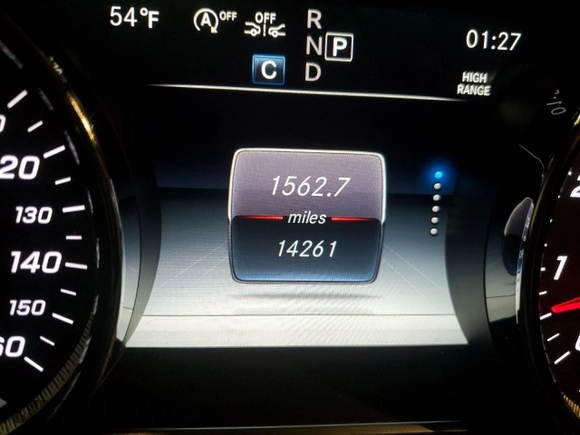 54°F
A OFF
OFF
R
N P
D
C
01:27
HIGH
RANGE
1562.7
miles
14261
20
130
140
150
60
1